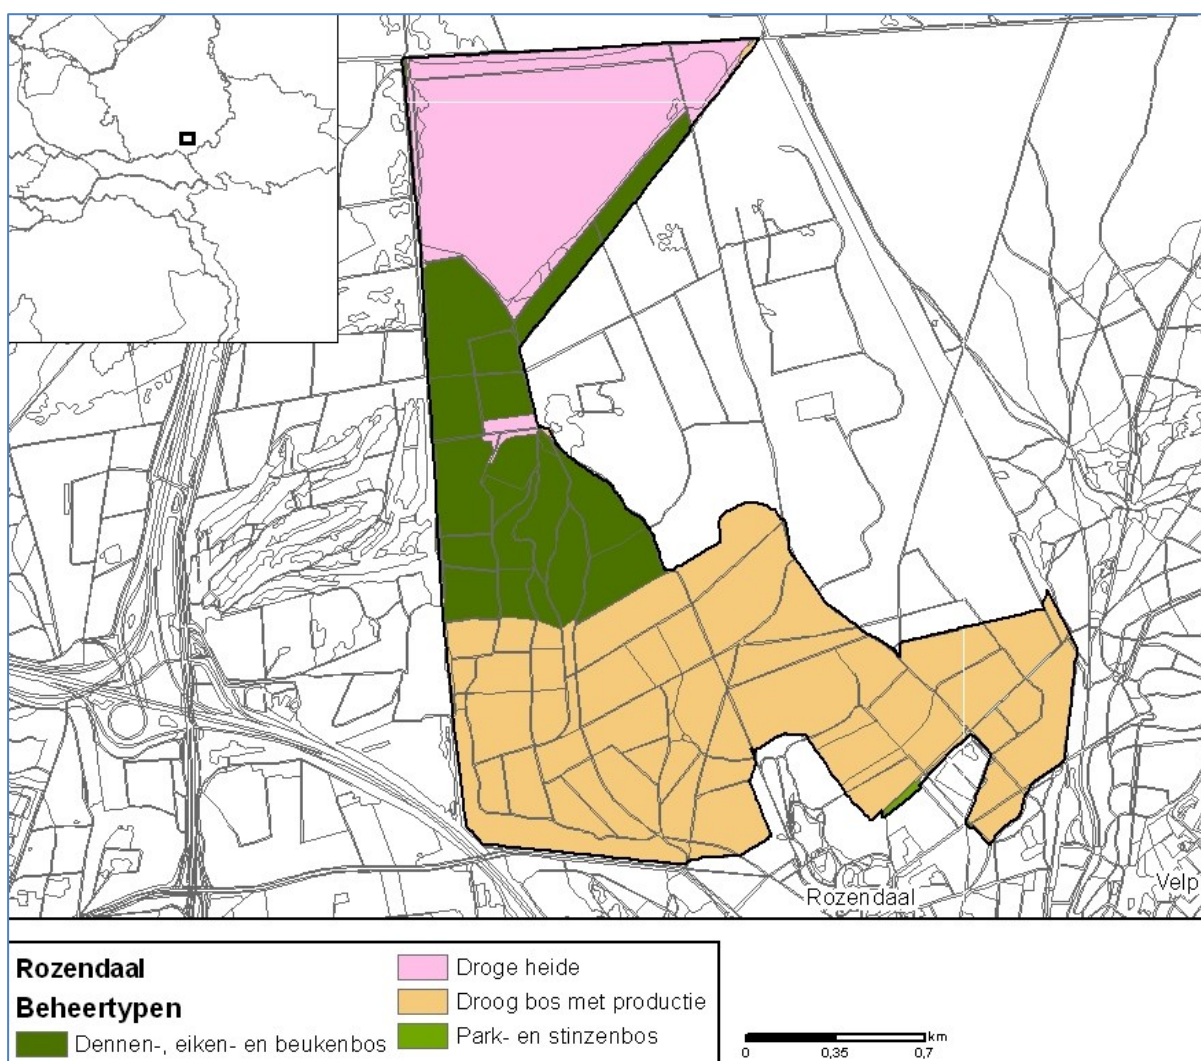 Rozendaal
Velp
Rozendaal
Beheertypen
Dennen-, eiken- en beukenbos
Droge heide
Droog bos met productie
Park- en stinzenbos
km
0 0,35 0,7